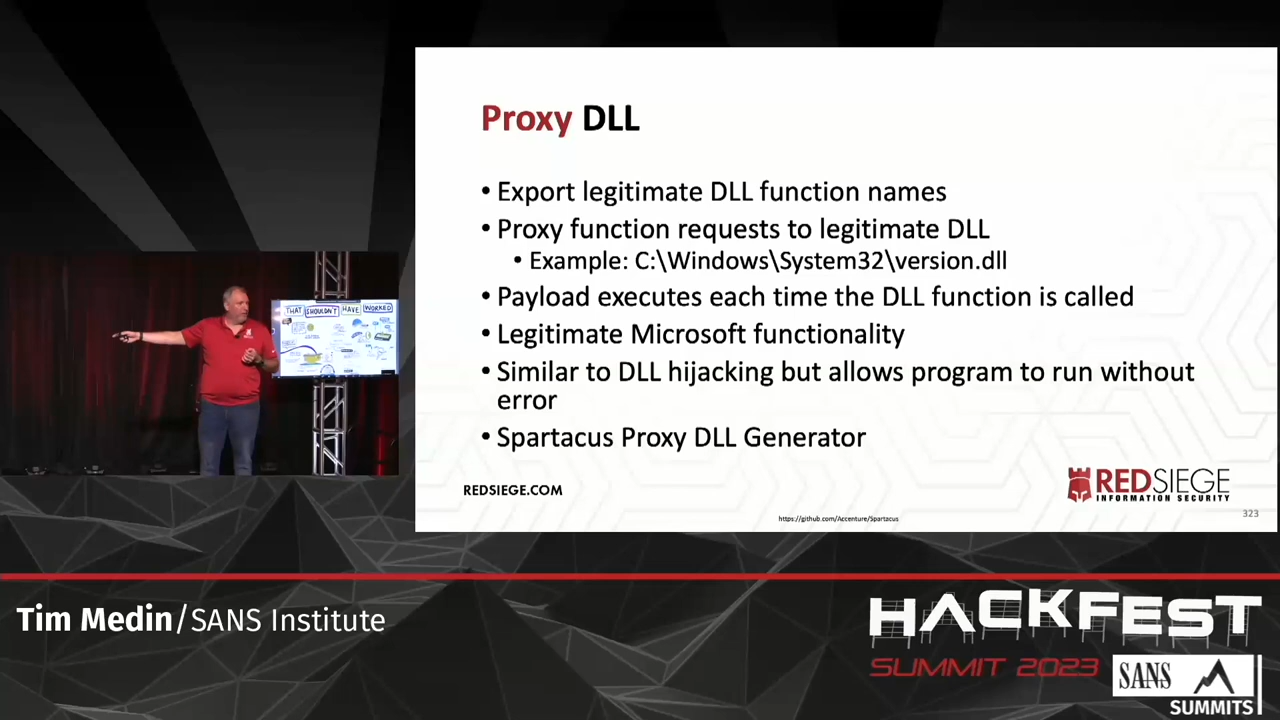 Proxy DLL
• Export legitimate DLL function names
• Proxy function requests to legitimate DLL
• Example: C:\Windows\System32\version.dll
• Payload executes each time the DLL function is called
• Legitimate Microsoft functionality
• Similar to DLL hijacking but allows program to run without
error
• Spartacus Proxy DLL Generator
REDSIEGE.COM
REDSIEGE
INFORMATION SECURITY
https://github.com/Accenture/Spartacus
323
THAT SHOULDN'T HAVE WORKED
Tim Medin/SANS Institute
HACKFEST
SUMMIT 2023
SANS
SUMMITS